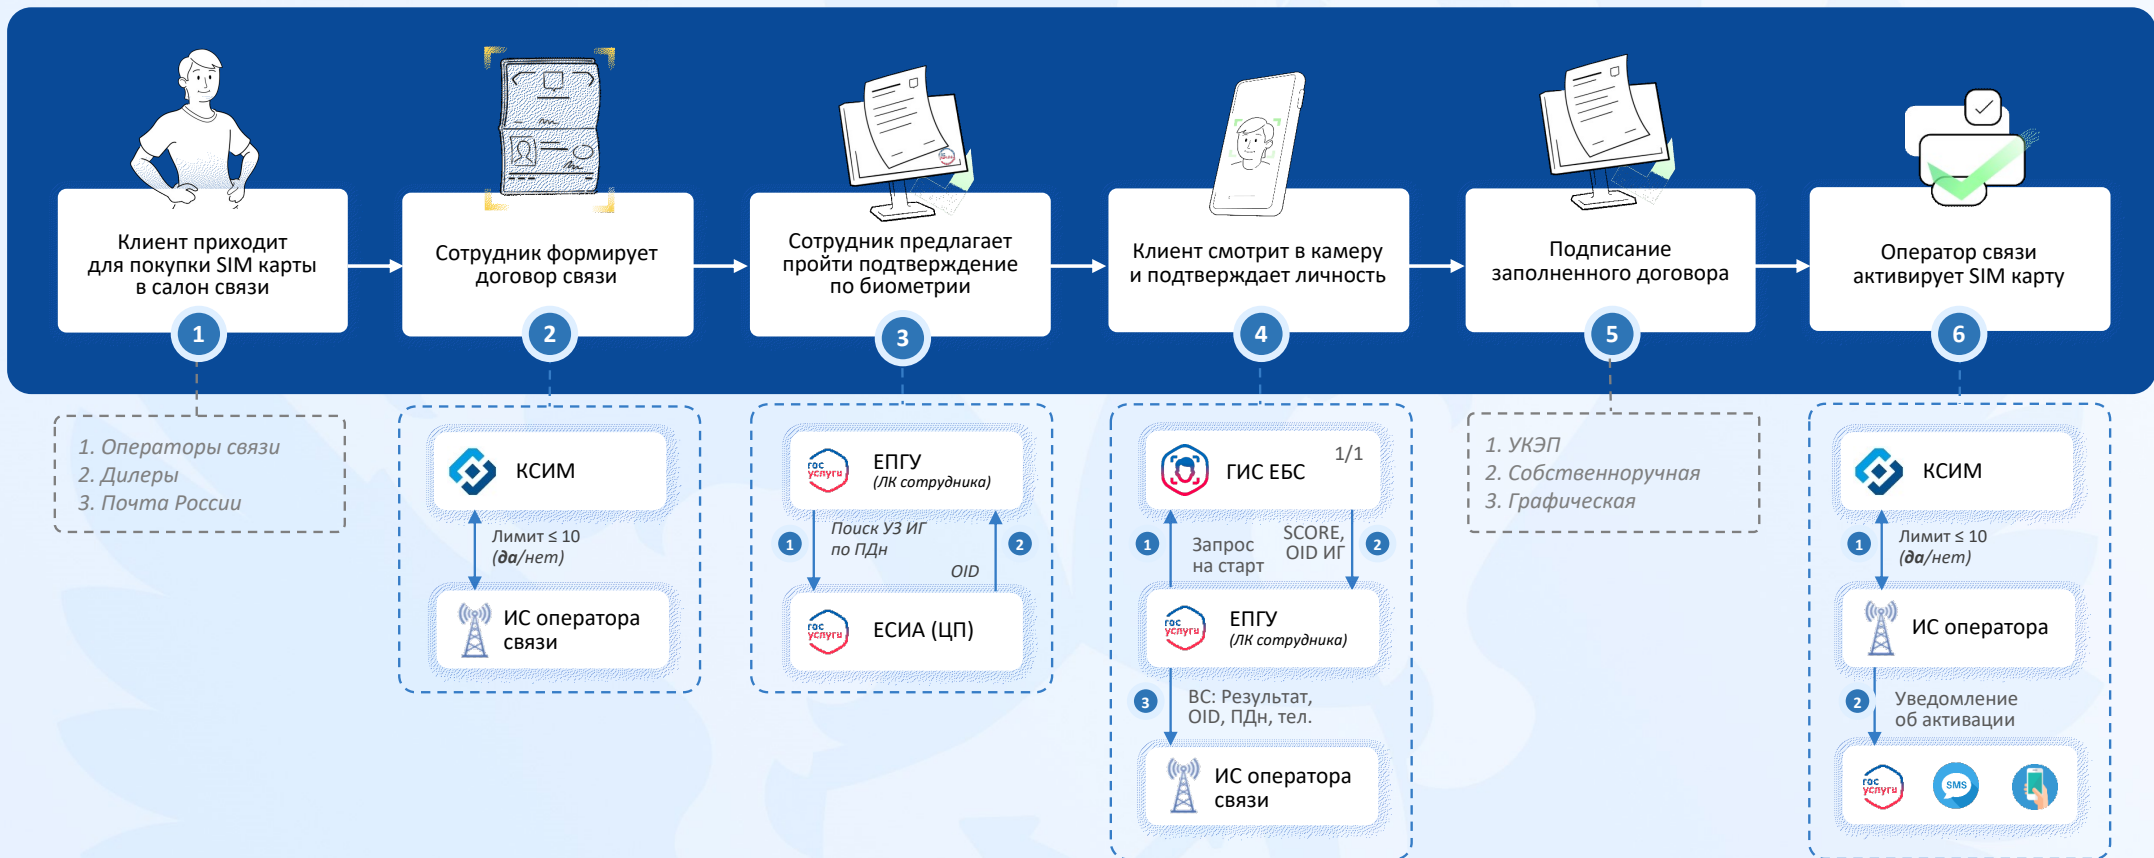 Клиент приходит
для покупки SIM карты
в салон связи
1
Сотрудник формирует
договор связи
2
Сотрудник предлагает
пройти подтверждение
по биометрии
3
Клиент смотрит в камеру
и подтверждает личность
4
Подписание
заполненного договора
5
Оператор связи
активирует SIM карту
6
1. Операторы связи
2. Дилеры
3. Почта России
КСИМ
Лимит ≤ 10
(да/нет)
ИС оператора
связи
гос
услуги
ЕПГУ
(ЛК сотрудника)
1
Поиск УЗ ИГ
по ПДн
2
OID
гос
услуги
ЕСИА (ЦП)
ГИС ЕБС
1/1
1
Запрос
на старт
SCORE,
OID ИГ
2
гос
услуги
ЕПГУ
(ЛК сотрудника)
3
ВС: Результат,
OID, ПДн, тел.
ИС оператора
связи
1. УКЭП
2. Собственноручная
3. Графическая
КСИМ
1
Лимит ≤ 10
(да/нет)
ИС оператора
2
Уведомление
об активации
гос
услуги
SMS